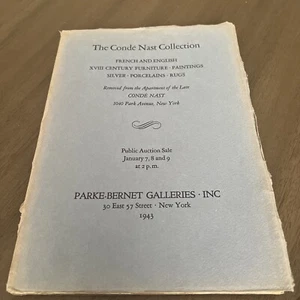 The Condé Nast Collection
FRENCH AND ENGLISH
XVIII CENTURY FURNITURE · PAINTINGS
SILVER · PORCELAINS · RUGS
Removed from the Apartment of the Late
CONDE NAST
1040 Park Avenue, New York
Public Auction Sale
January 7, 8 and 9
at 2 p.m.
PARKE-BERNET GALLERIES · INC
30 East 57 Street · New York
1943